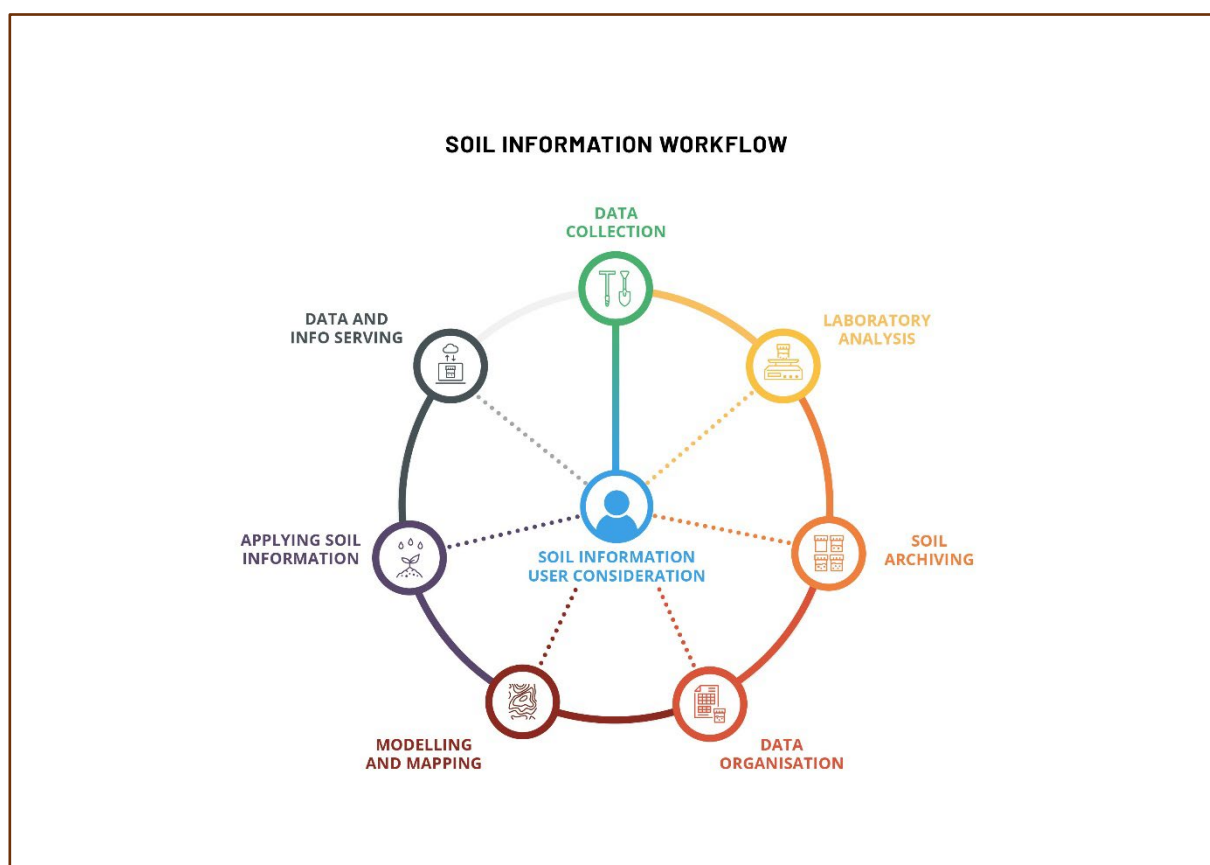 SOIL INFORMATION WORKFLOW
DATA
COLLECTION
LABORATORY
ANALYSIS
SOIL
ARCHIVING
DATA
ORGANISATION
MODELLING
AND MAPPING
APPLYING SOIL
INFORMATION
DATA AND
INFO SERVING
SOIL INFORMATION
USER CONSIDERATION